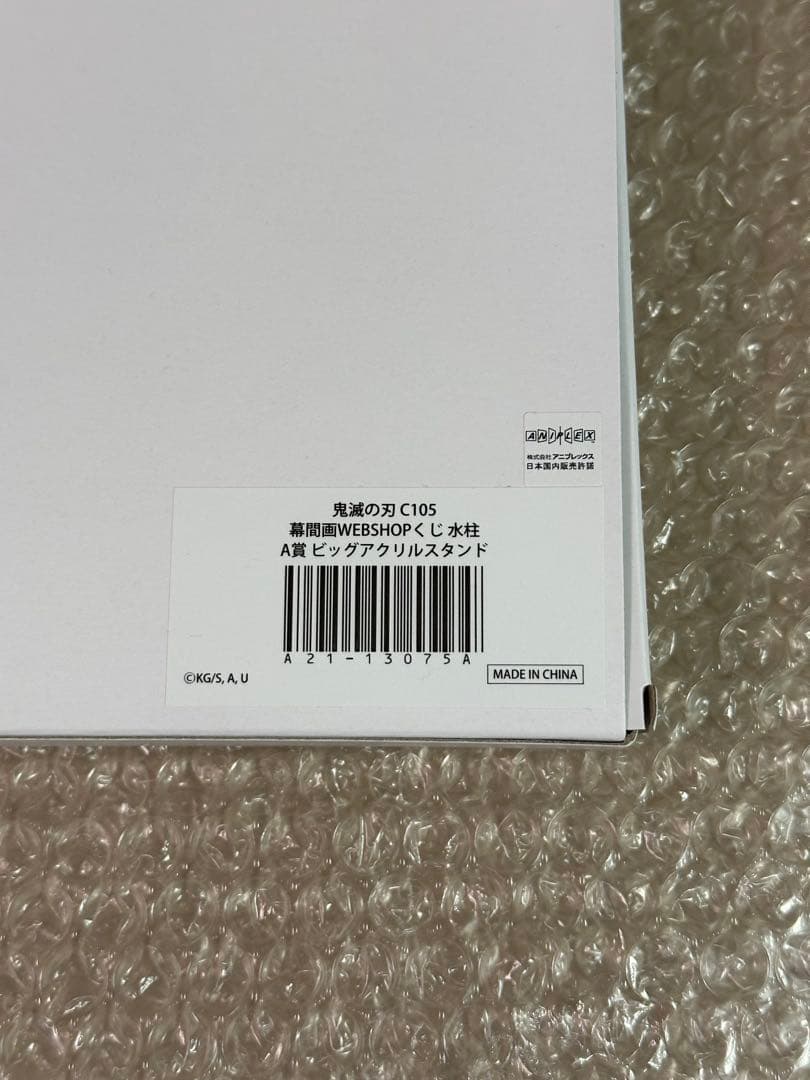 ANIPLEX
株式会社アニプレックス
日本国内販売許諾
鬼滅の刃 C105
幕間画WEBSHOPくじ 水柱
A賞 ビッグアクリルスタンド
A21-13075A
©KG/S, A, U
MADE IN CHINA